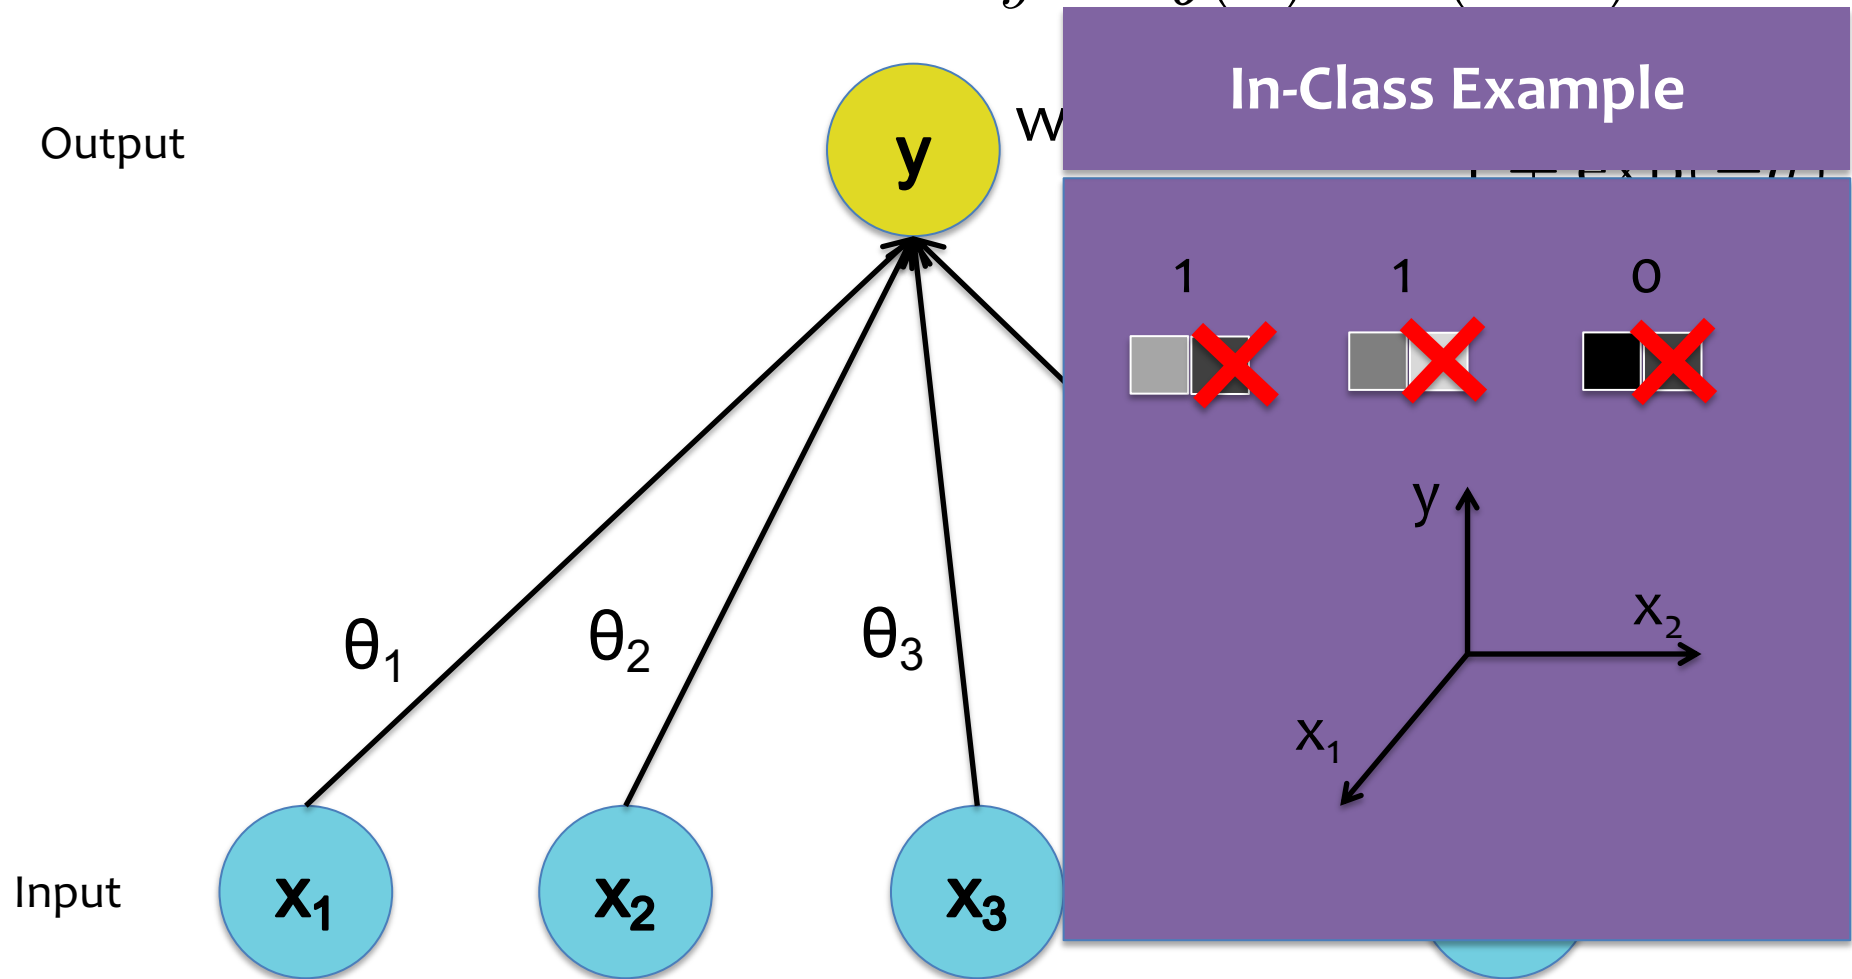 In-Class Example
Output
y
1 1 0
y
x₂
x₁
θ₁ θ₂ θ₃
Input
x₁ x₂ x₃